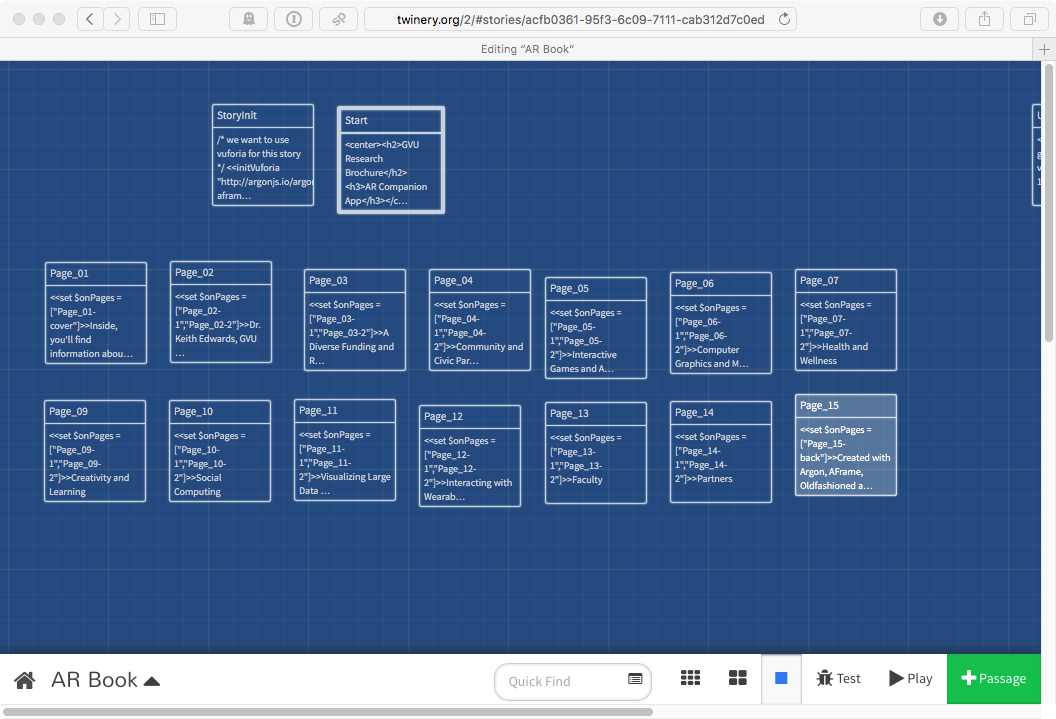 twinery.org/2/#stories/acfb0361-95f3-6c09-7111-cab312d7c0ed
Editing “AR Book”
StoryInit
/* we want to use
vuforia for this story
*/ <<initVuforia
"http://argonjs.io/argon
afram…
Start
<center><h2>GVU
Research
Brochure</h2>
<h3>AR Companion
App</h3></c…
Page_01
<<set $onPages =
["Page_01-
cover"]>>Inside,
you'll find
information abou…
Page_02
<<set $onPages =
["Page_02-
1","Page_02-2"]>>Dr.
Keith Edwards, GVU
…
Page_03
<<set $onPages =
["Page_03-
1","Page_03-2"]>>A
Diverse Funding and
R…
Page_04
<<set $onPages =
["Page_04-
1","Page_04-
2"]>>Community and
Civic Par…
Page_05
<<set $onPages =
["Page_05-
1","Page_05-
2"]>>Interactive
Games and A…
Page_06
<<set $onPages =
["Page_06-
1","Page_06-
2"]>>Computer
Graphics and M…
Page_07
<<set $onPages =
["Page_07-
1","Page_07-
2"]>>Health and
Wellness
Page_09
<<set $onPages =
["Page_09-
1","Page_09-
2"]>>Creativity and
Learning
Page_10
<<set $onPages =
["Page_10-
1","Page_10-
2"]>>Social
Computing
Page_11
<<set $onPages =
["Page_11-
1","Page_11-
2"]>>Visualizing Large
Data …
Page_12
<<set $onPages =
["Page_12-
1","Page_12-
2"]>>Interacting with
Wearab…
Page_13
<<set $onPages =
["Page_13-
1","Page_13-
2"]>>Faculty
Page_14
<<set $onPages =
["Page_14-
1","Page_14-
2"]>>Partners
Page_15
<<set $onPages =
["Page_15-
back"]>>Created with
Argon, AFrame,
Oldfashioned a…
AR Book
Quick Find
Test
Play
Passage